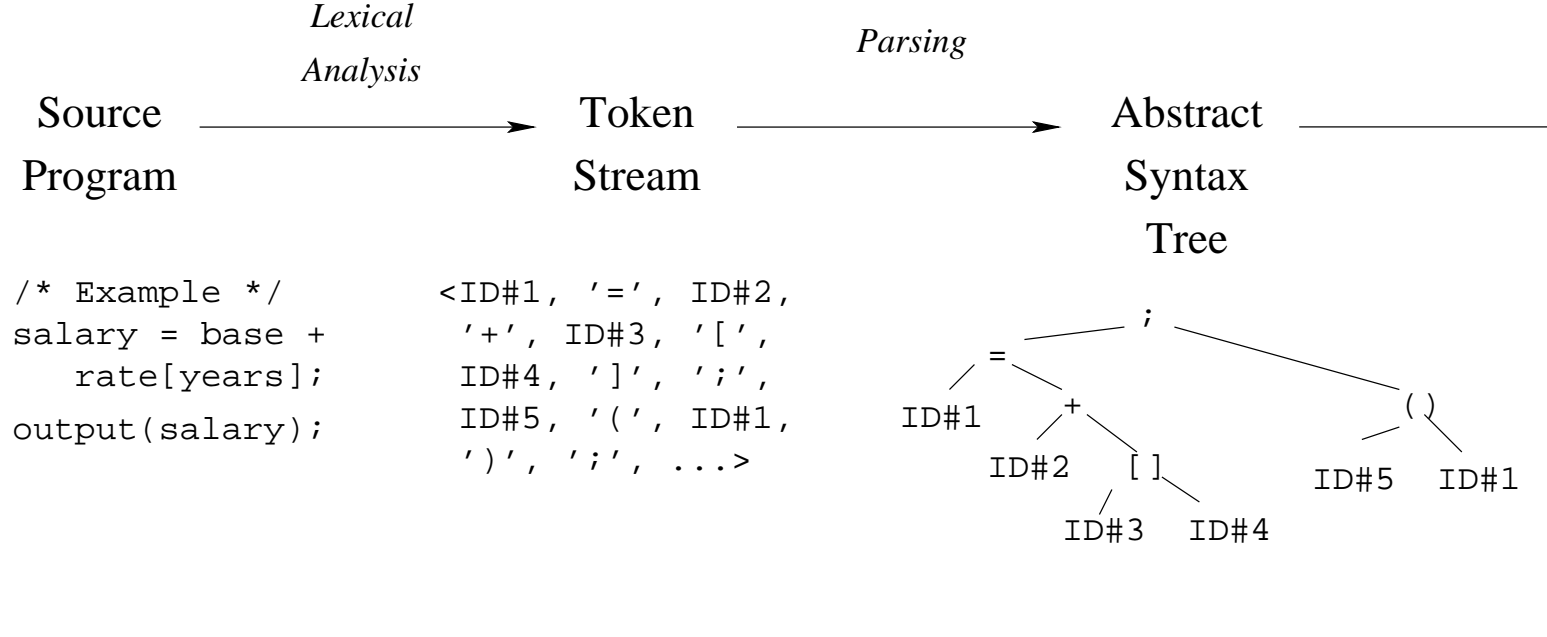 Lexical
Analysis
Parsing
Source
Program
Token
Stream
Abstract
Syntax
Tree
/* Example */
salary = base +
rate[years];
output(salary);
<ID#1, '=', ID#2,
'+', ID#3, '[',
ID#4, ']', ';',
ID#5, '(', ID#1,
')', ';', ...>
;
=
ID#1
+
()
ID#2
[]
ID#5
ID#1
ID#3
ID#4